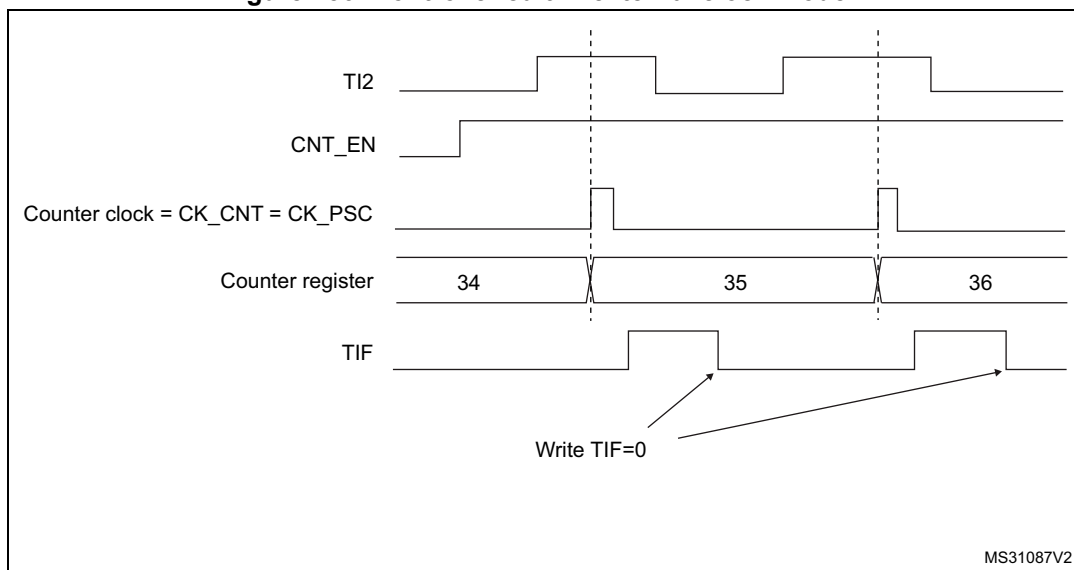 TI2
CNT_EN
Counter clock = CK_CNT = CK_PSC
Counter register 34 35 36
TIF
Write TIF=0
MS31087V2